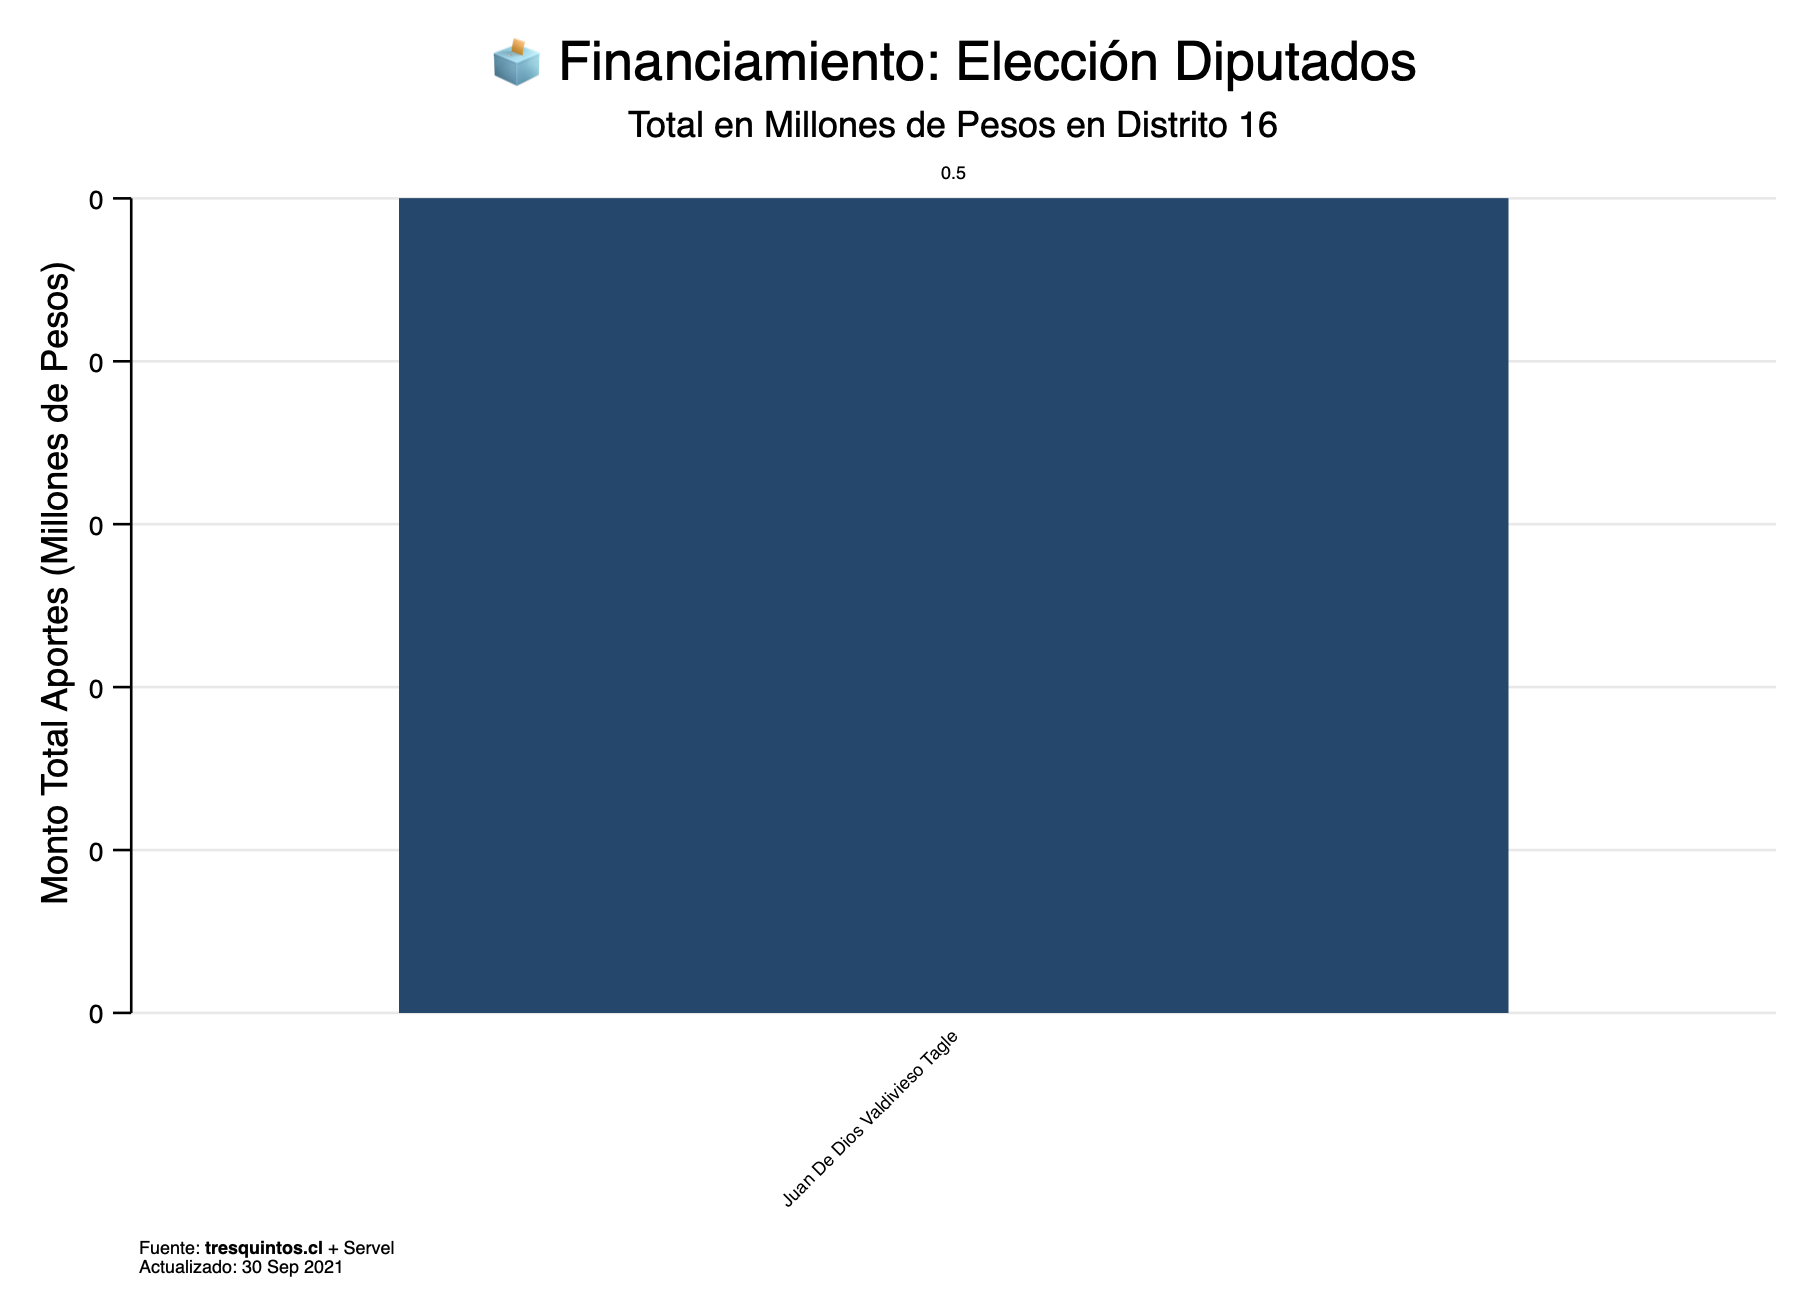 Financiamiento: Elección Diputados
Total en Millones de Pesos en Distrito 16
0.5
Monto Total Aportes (Millones de Pesos)
0
0
0
0
0
0
Juan De Dios Valdivieso Tagle
Fuente: tresquintos.cl + Servel
Actualizado: 30 Sep 2021